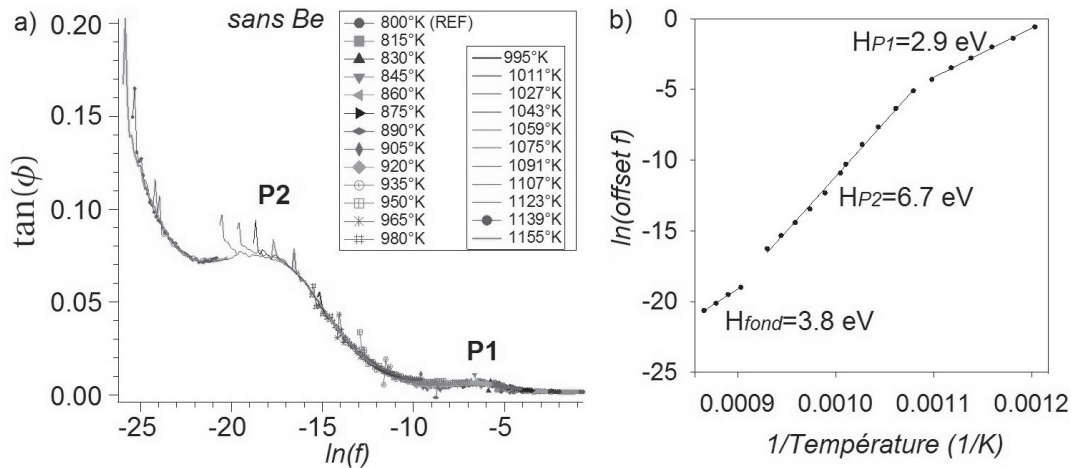 a)
sans Be
0.20
0.15
0.10
0.05
0.00
tan(ϕ)
-25
-20
-15
-10
-5
ln(f)
P2
P1
800°K (REF)
815°K
830°K
845°K
860°K
875°K
890°K
905°K
920°K
935°K
950°K
965°K
980°K
995°K
1011°K
1027°K
1043°K
1059°K
1075°K
1091°K
1107°K
1123°K
1139°K
1155°K
b)
0
-5
-10
-15
-20
-25
ln(offset f)
HP1=2.9 eV
HP2=6.7 eV
Hfond=3.8 eV
0.0009
0.0010
0.0011
0.0012
1/Température (1/K)